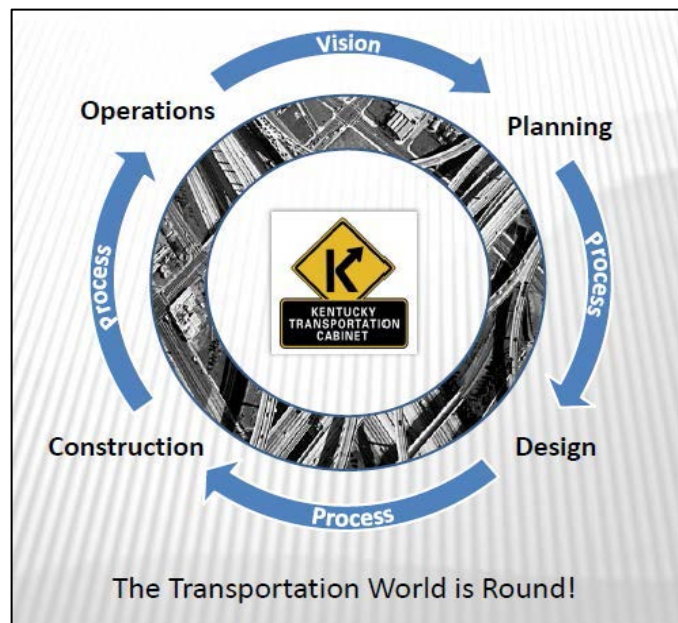 Vision
Operations
Planning
Process
Process
K
KENTUCKY
TRANSPORTATION
CABINET
Construction
Design
Process
The Transportation World is Round!